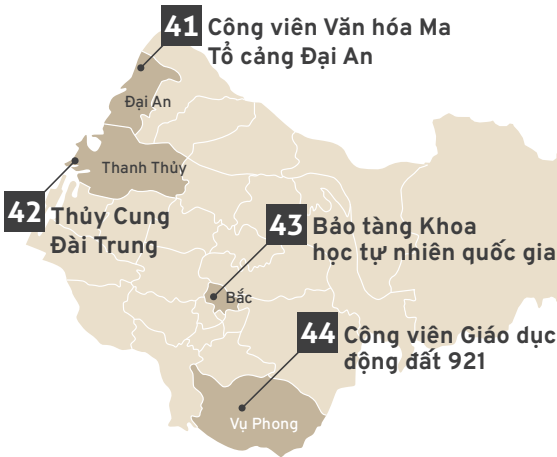 41 Công viên Văn hóa Ma
Tổ cảng Đại An
Đại An
Thanh Thủy
42 Thủy Cung
Đài Trung
43 Bảo tàng Khoa
học tự nhiên quốc gia
Bắc
44 Công viên Giáo dục
động đất 921
Vụ Phong